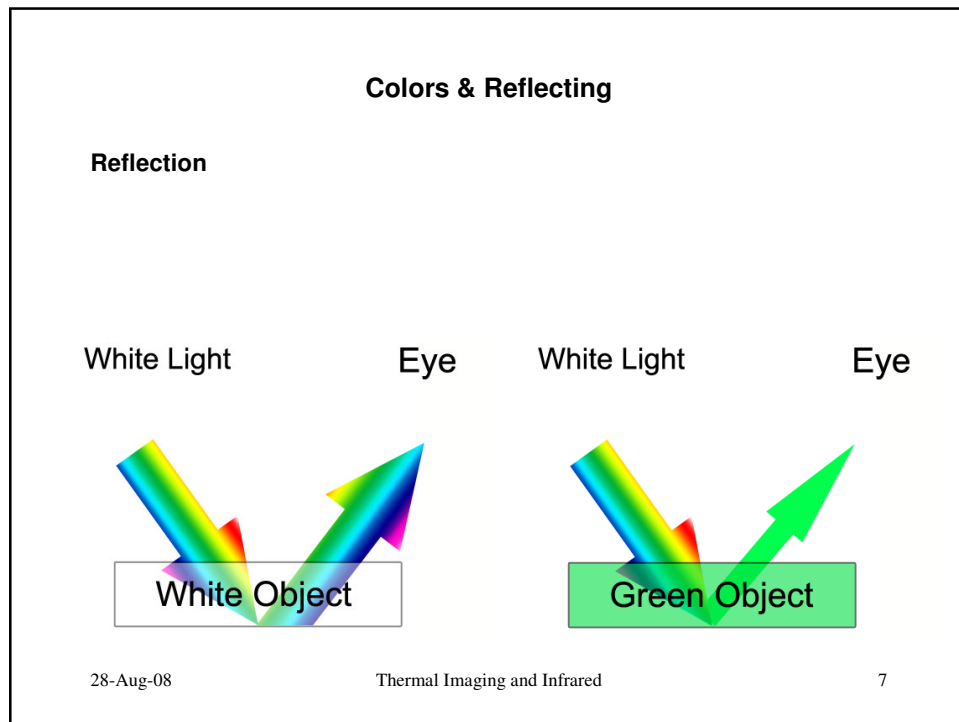 Colors & Reflecting
Reflection
White Light Eye White Light Eye
White Object Green Object
28-Aug-08 Thermal Imaging and Infrared 7